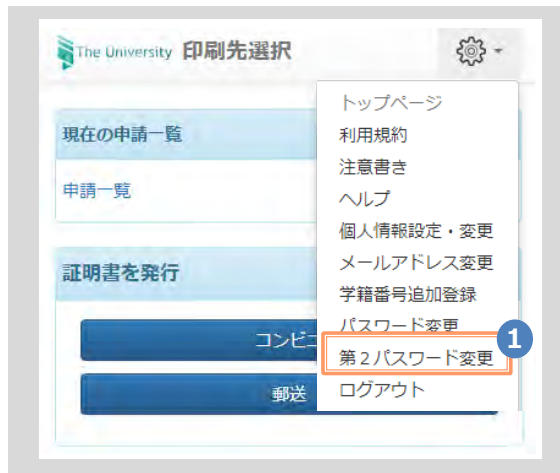 The University 印刷先選択
トップページ
現在の申請一覧
利用規約
注意書き
申請一覧
ヘルプ
個人情報設定・変更
メールアドレス変更
証明書を発行
学籍番号追加登録
パスワード変更
1
コンビニ
第2パスワード変更
郵送
ログアウト